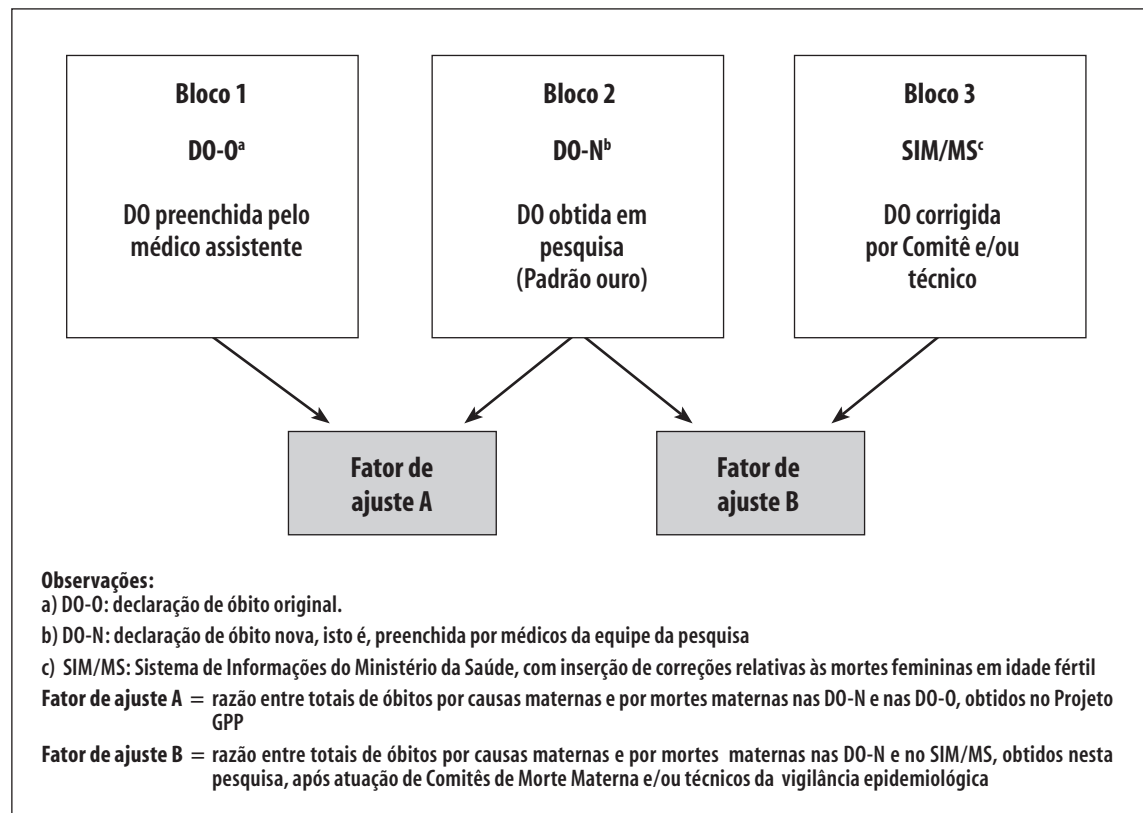 Bloco 1
DO-Oª
DO preenchida pelo
médico assistente
Bloco 2
DO-Nᵇ
DO obtida em
pesquisa
(Padrão ouro)
Bloco 3
SIM/MSᶜ
DO corrigida
por Comitê e/ou
técnico
Fator de
ajuste A
Fator de
ajuste B
Observações:
a) DO-O: declaração de óbito original.
b) DO-N: declaração de óbito nova, isto é, preenchida por médicos da equipe da pesquisa
c) SIM/MS: Sistema de Informações do Ministério da Saúde, com inserção de correções relativas às mortes femininas em idade fértil
Fator de ajuste A = razão entre totais de óbitos por causas maternas e por mortes maternas nas DO-N e nas DO-O, obtidos no Projeto
GPP
Fator de ajuste B = razão entre totais de óbitos por causas maternas e por mortes maternas nas DO-N e no SIM/MS, obtidos nesta
pesquisa, após atuação de Comitês de Morte Materna e/ou técnicos da vigilância epidemiológica